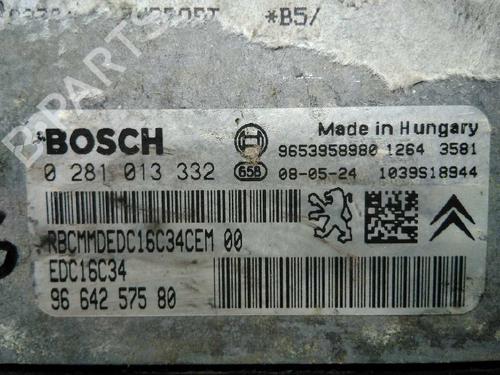 *B5/
B-PARTS
BOSCH
Made in Hungary
9653958980 1264 3581
0 281 013 332
658
08-05-24 1039S18944
RBCMMDEDC16C34CEM 00
EDC16C34
96 642 575 80